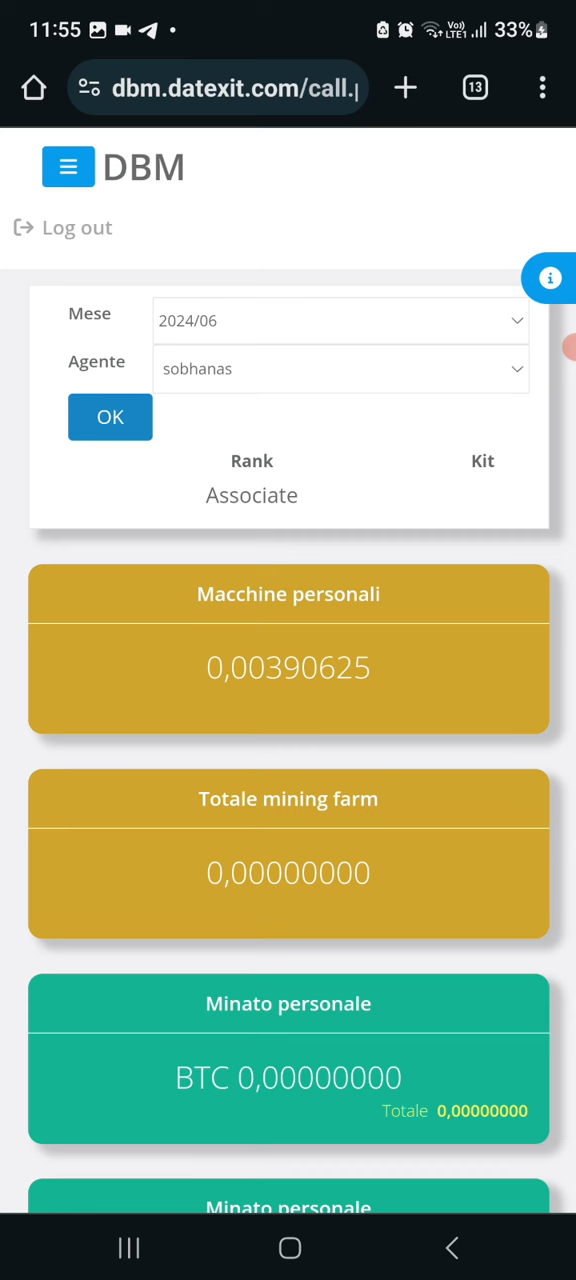 11:55
Vo) LTE1 33%
dbm.datexit.com/call.p
13
DBM
Log out
Mese
2024/06
Agente
sobhanas
OK
Rank Kit
Associate
Macchine personali
0,00390625
Totale mining farm
0,00000000
Minato personale
BTC 0,00000000
Totale 0,00000000
Minato personale